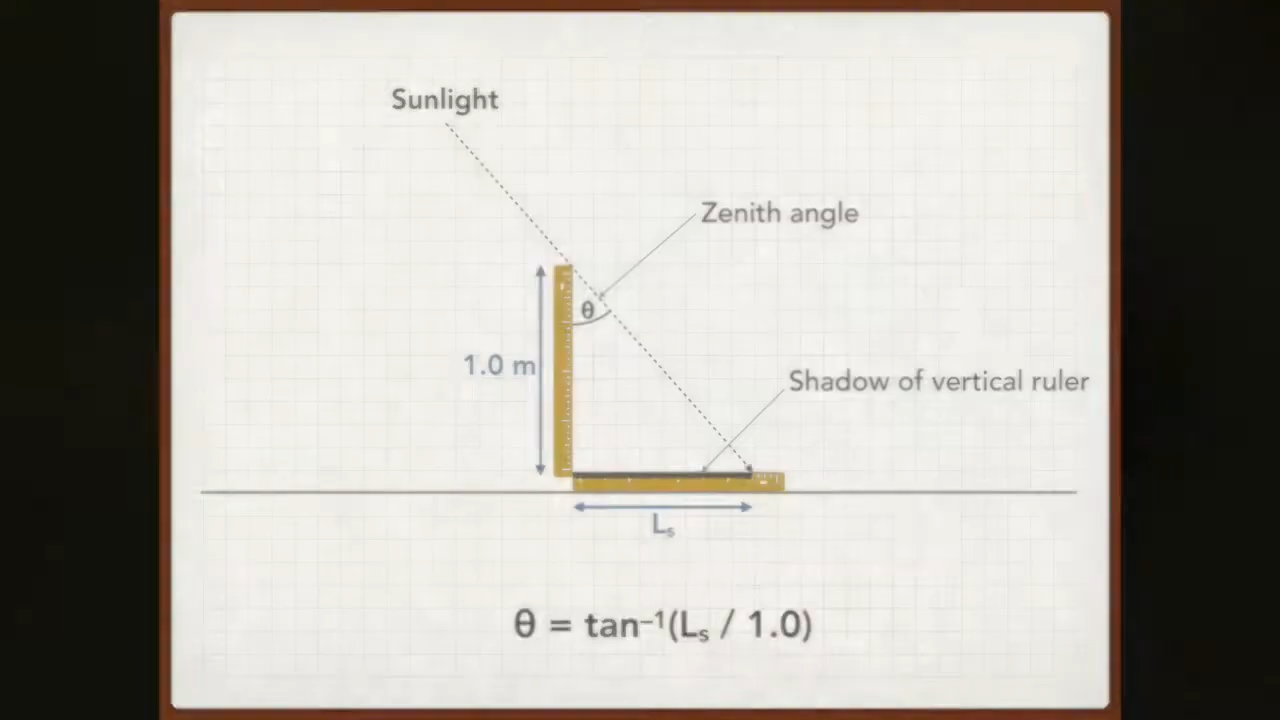 Sunlight
Zenith angle
θ
1.0 m
Shadow of vertical ruler
Lₛ
θ = tan⁻¹(Lₛ / 1.0)